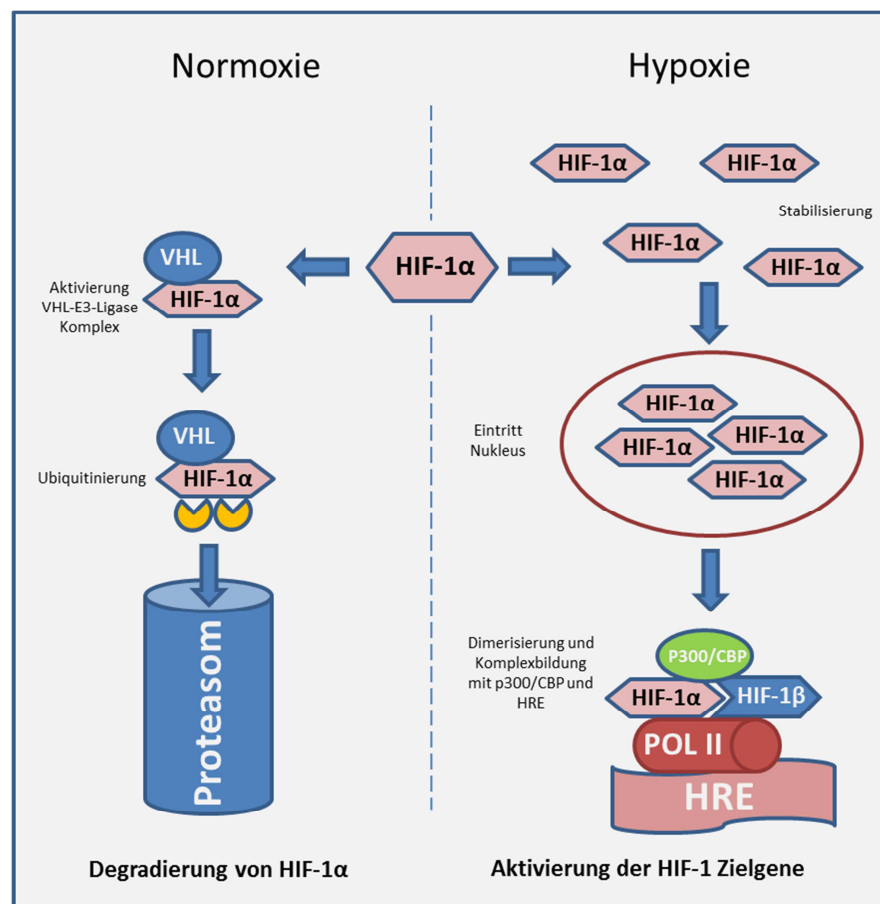 Normoxie
Hypoxie
HIF-1α
HIF-1α
HIF-1α
Stabilisierung
HIF-1α
HIF-1α
VHL
HIF-1α
Aktivierung
VHL-E3-Ligase
Komplex
VHL
HIF-1α
Ubiquitinierung
Proteasom
Degradierung von HIF-1α
Eintritt
Nukleus
HIF-1α
HIF-1α
HIF-1α
HIF-1α
Dimerisierung und
Komplexbildung
mit p300/CBP und
HRE
P300/CBP
HIF-1α
HIF-1β
POL II
HRE
Aktivierung der HIF-1 Zielgene